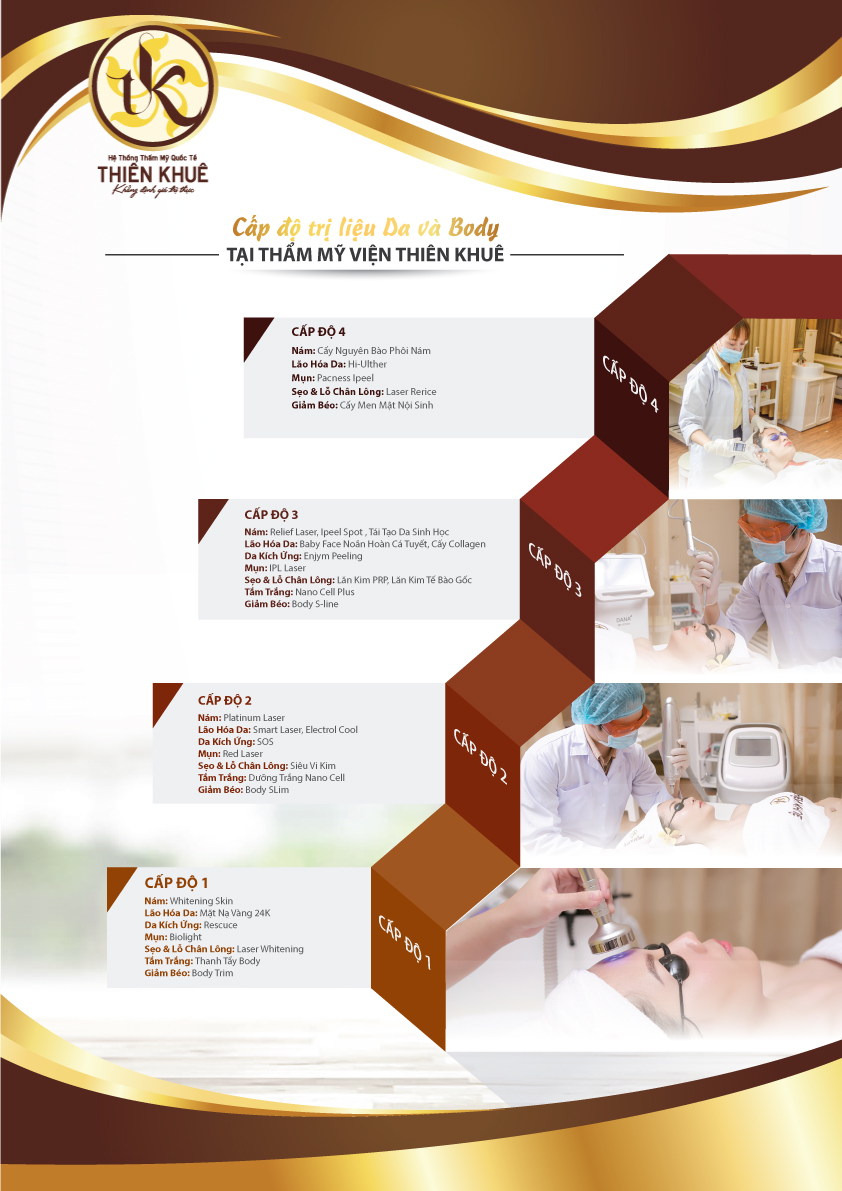 tk
Hệ Thống Thẩm Mỹ Quốc Tế
THIÊN KHUÊ
Khẳng định giá trị thực
Cấp độ trị liệu Da và Body
TẠI THẨM MỸ VIỆN THIÊN KHUÊ
CẤP ĐỘ 4
Nám: Cấy Nguyên Bào Phôi Nám
Lão Hóa Da: Hi-Ulther
Mụn: Pacness Ipeel
Sẹo & Lỗ Chân Lông: Laser Rerice
Giảm Béo: Cấy Men Mật Nội Sinh
CẤP ĐỘ 4
CẤP ĐỘ 3
Nám: Relief Laser, Ipeel Spot , Tái Tạo Da Sinh Học
Lão Hóa Da: Baby Face Noãn Hoàn Cá Tuyết, Cấy Collagen
Da Kích Ứng: Enjym Peeling
Mụn: IPL Laser
Sẹo & Lỗ Chân Lông: Lăn Kim PRP, Lăn Kim Tế Bào Gốc
Tắm Trắng: Nano Cell Plus
Giảm Béo: Body S-line
CẤP ĐỘ 3
DANA
CẤP ĐỘ 2
Nám: Platinum Laser
Lão Hóa Da: Smart Laser, Electrol Cool
Da Kích Ứng: SOS
Mụn: Red Laser
Sẹo & Lỗ Chân Lông: Siêu Vi Kim
Tắm Trắng: Dưỡng Trắng Nano Cell
Giảm Béo: Body SLim
CẤP ĐỘ 2
CẤP ĐỘ 1
Nám: Whitening Skin
Lão Hóa Da: Mặt Nạ Vàng 24K
Da Kích Ứng: Rescuce
Mụn: Biolight
Sẹo & Lỗ Chân Lông: Laser Whitening
Tắm Trắng: Thanh Tẩy Body
Giảm Béo: Body Trim
CẤP ĐỘ 1